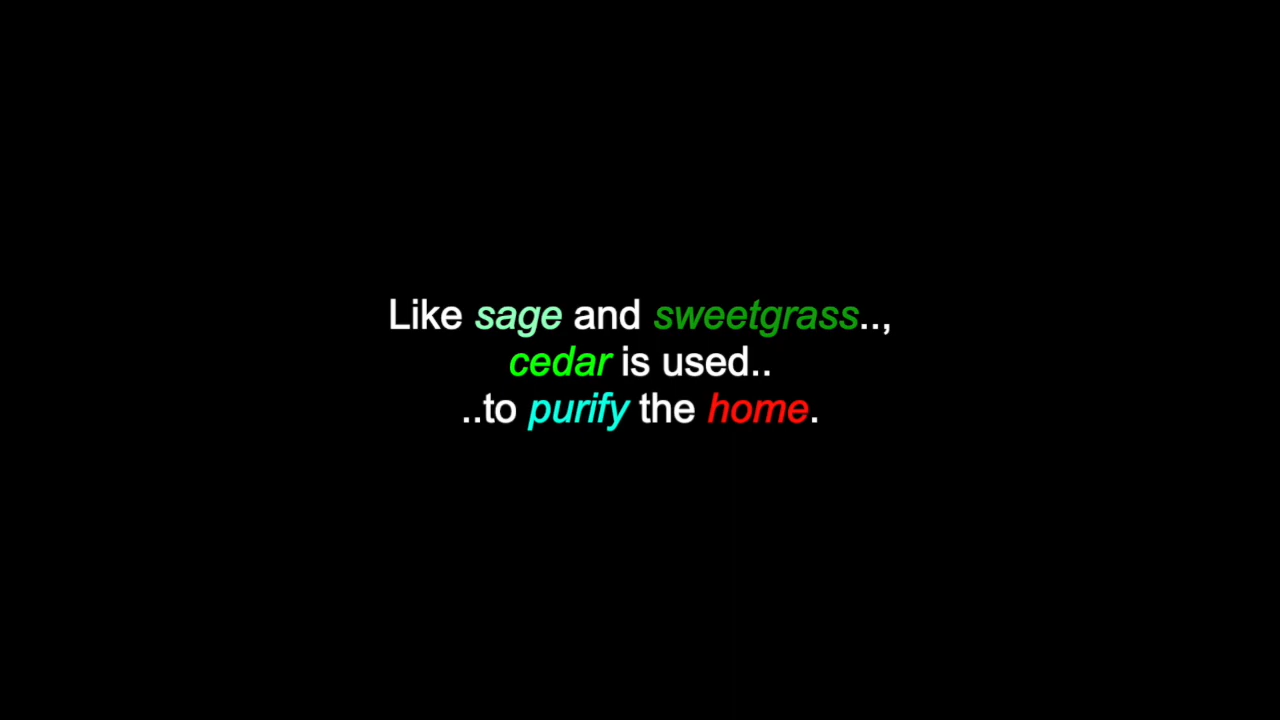 Like sage and sweetgrass..,
cedar is used..
..to purify the home.